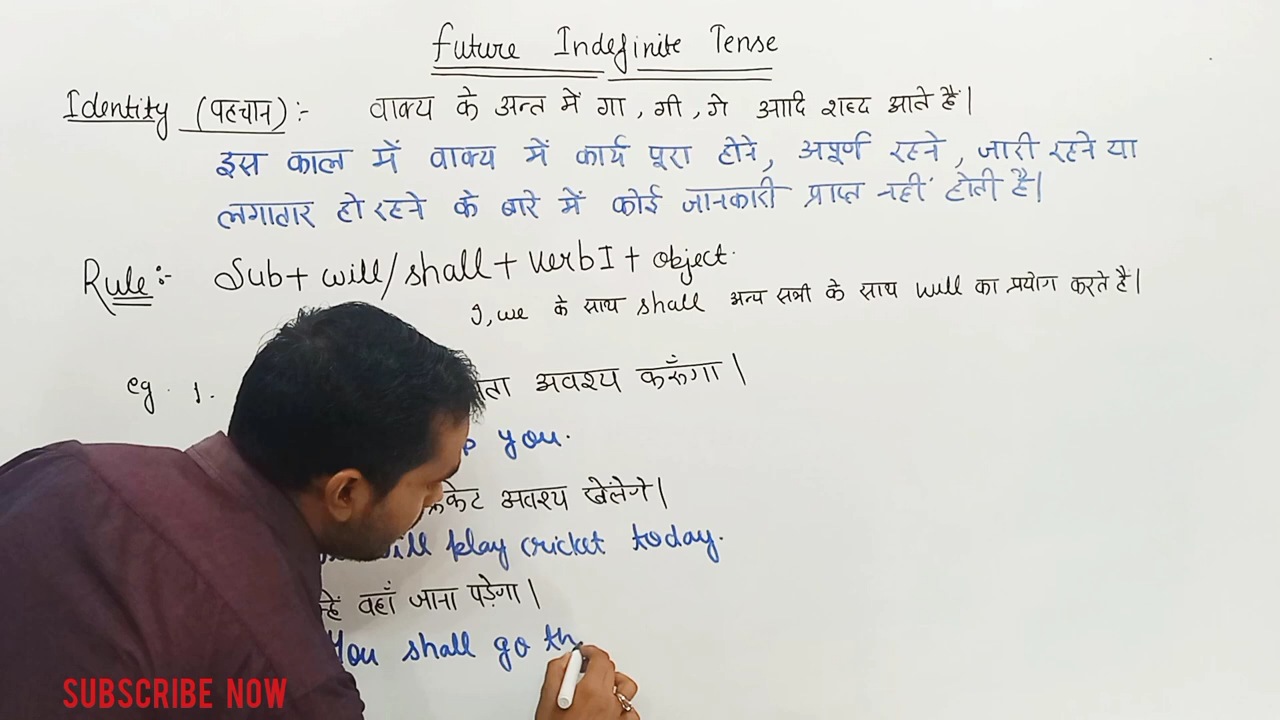 Future Indefinite Tense
Identity (पहचान) :- वाक्य के अन्त में गा, गी, गे आदि शब्द आते हैं।
इस काल में वाक्य में कार्य पूरा होने, अपूर्ण रहने, जारी रहने या
लगातार हो रहने के बारे में कोई जानकारी प्राप्त नहीं होती है।
Rule :- Sub + will/shall + Verb I + object.
I, we के साथ shall अन्य सभी के साथ will का प्रयोग करते है।
eg. 1. अवश्य करूँगा।
you.
अवश्य खेलेगे।
will play cricket today.
वहाँ जाना पड़ेगा।
You shall go th
SUBSCRIBE NOW